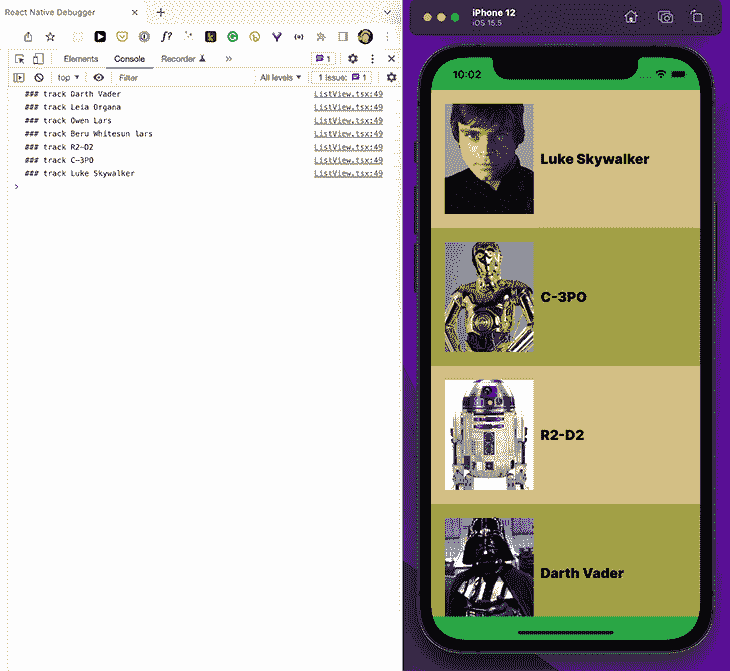 React Native Debugger
Elements Console Recorder 1
top Filter All levels 1 Issue: 1
### track Darth Vader ListView.tsx:49
### track Leia Organa ListView.tsx:49
### track Owen Lars ListView.tsx:49
### track Beru Whitesun lars ListView.tsx:49
### track R2-D2 ListView.tsx:49
### track C-3PO ListView.tsx:49
### track Luke Skywalker ListView.tsx:49
iPhone 12
iOS 15.5
10:02
Luke Skywalker
C-3PO
R2-D2
Darth Vader